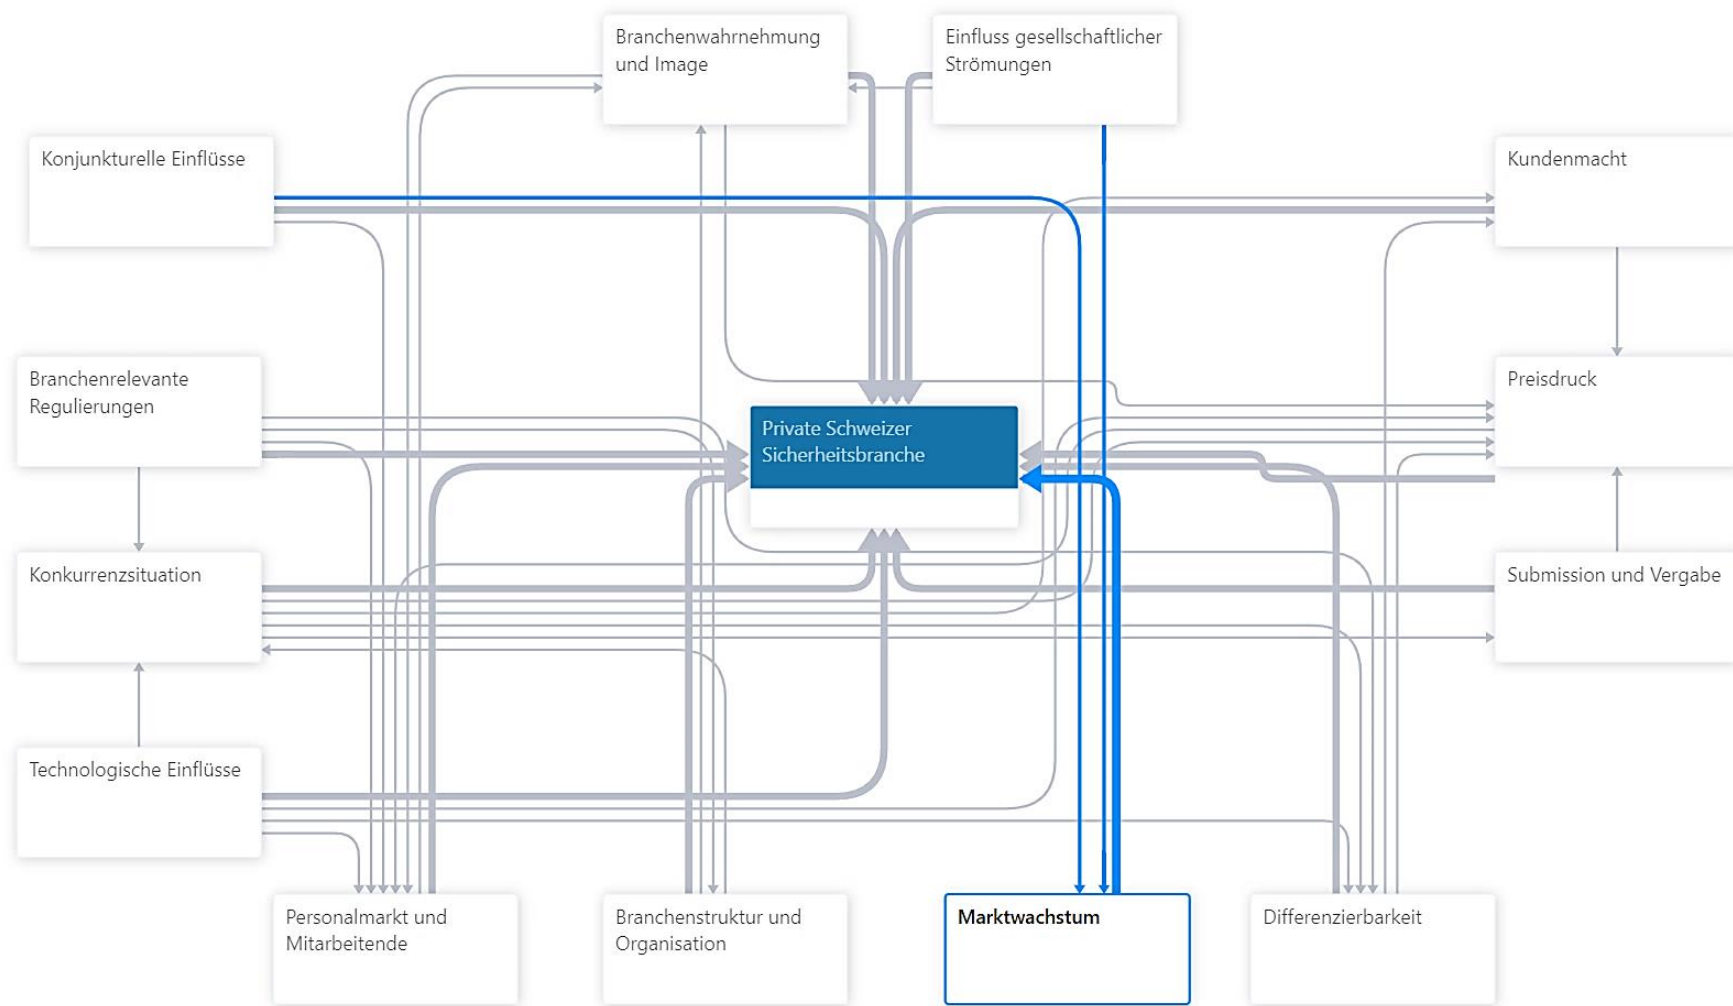 Branchenwahrnehmung
und Image
Einfluss gesellschaftlicher
Strömungen
Konjunkturelle Einflüsse
Kundenmacht
Branchenrelevante
Regulierungen
Preisdruck
Private Schweizer
Sicherheitsbranche
Konkurrenzsituation
Submission und Vergabe
Technologische Einflüsse
Personalmarkt und
Mitarbeitende
Branchenstruktur und
Organisation
Marktwachstum
Differenzierbarkeit